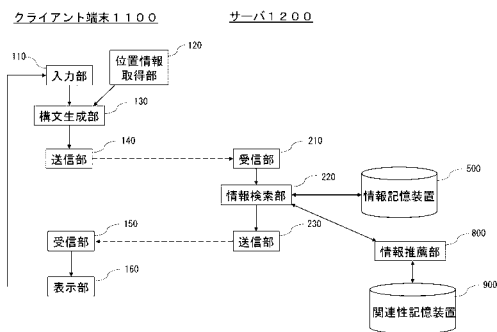 クライアント端末１１００
サーバ１２００
110
入力部
120
位置情報
取得部
130
構文生成部
140
送信部
210
受信部
220
情報検索部
500
情報記憶装置
230
送信部
150
受信部
160
表示部
800
情報推薦部
900
関連性記憶装置